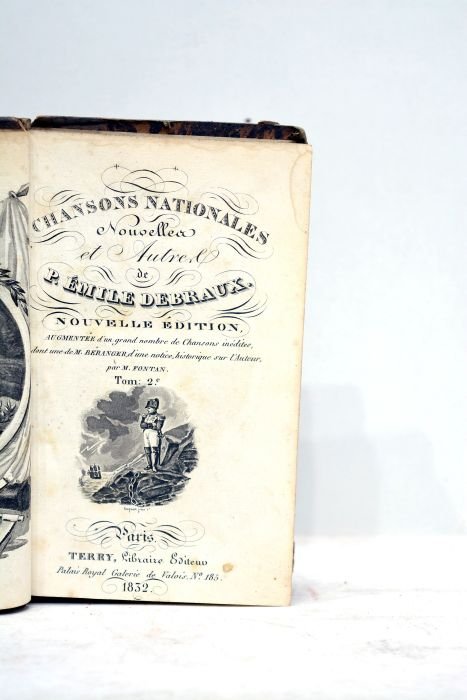 CHANSONS NATIONALES
Nouvelles
et Autres
de
P. ÉMILE DEBRAUX.
NOUVELLE ÉDITION,
AUGMENTÉE d'un grand nombre de Chansons inédites,
dont une de M. BÉRANGER, d'une notice, historique sur l'Auteur,
par M. FONTAN.
Tom: 2.e
Paris.
TERRY, Libraire Editeur
Palais Royal Galerie de Valois, N.o 185.
1832.